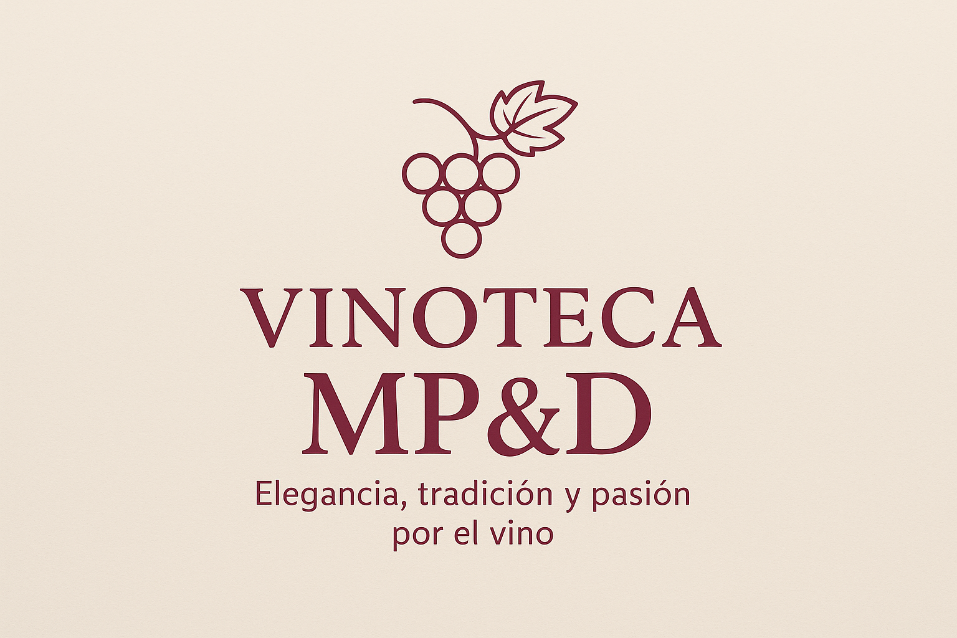 VINOTECA
MP&D
Elegancia, tradición y pasión
por el vino